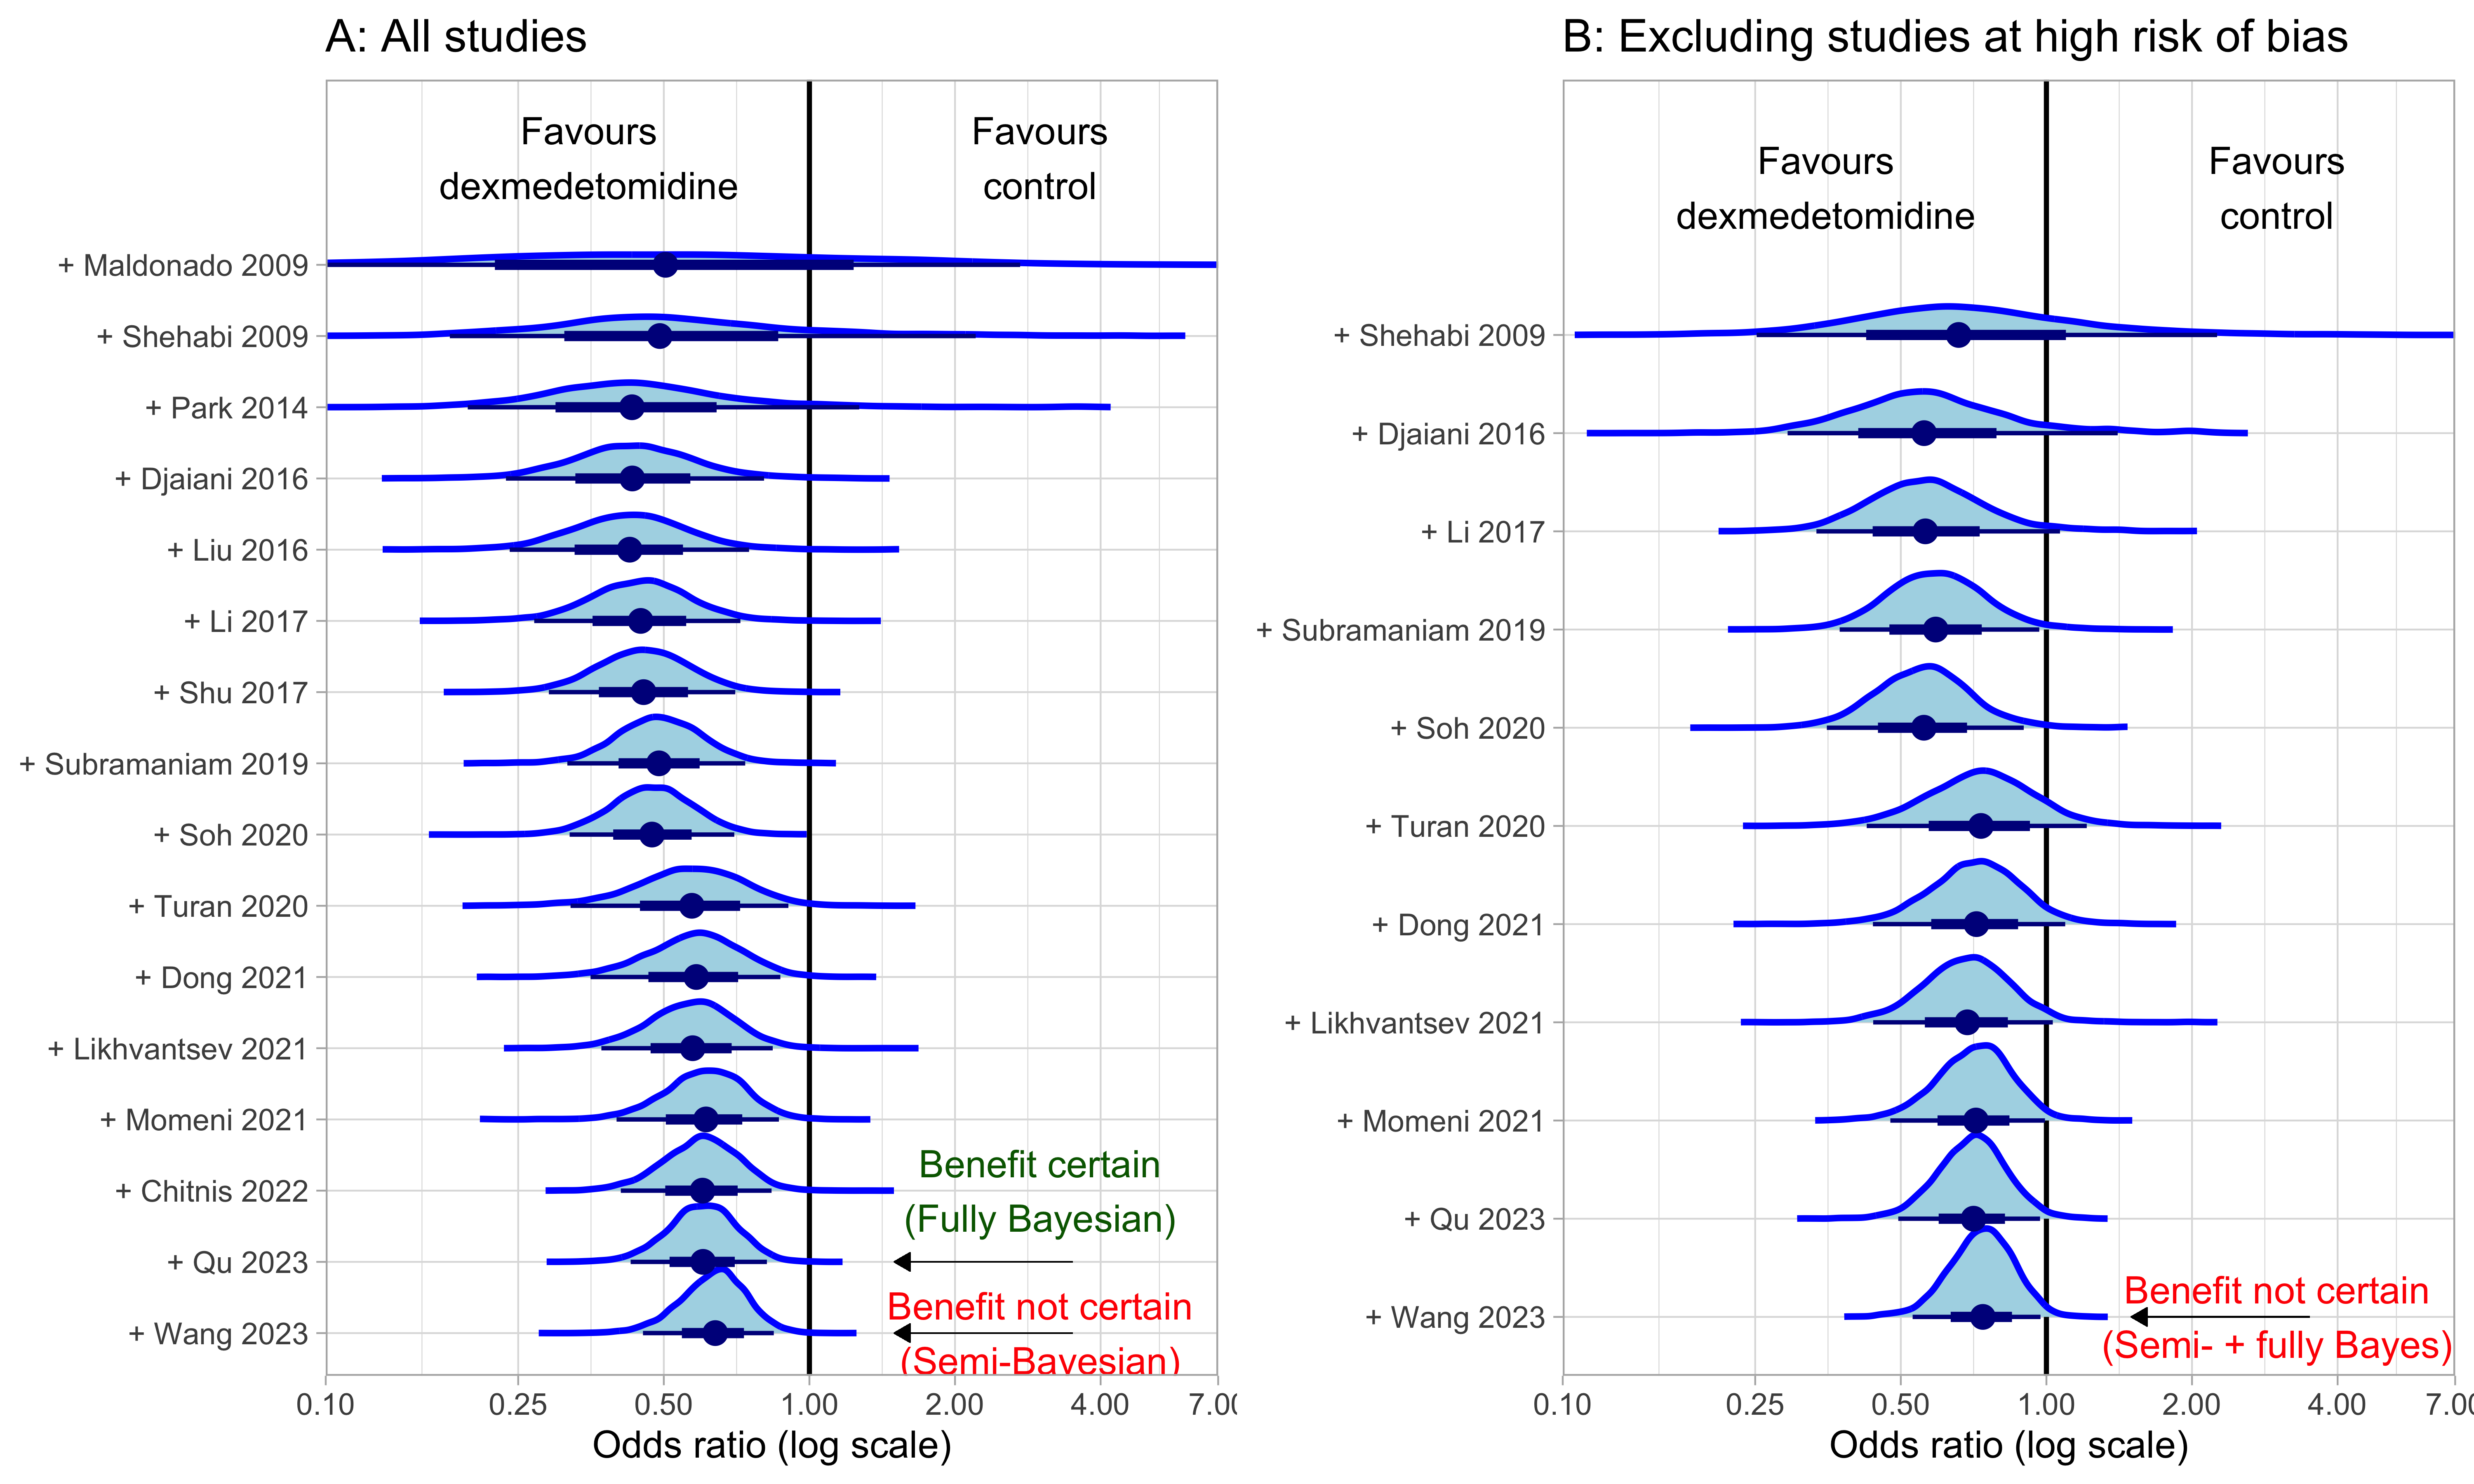 A: All studies
Favours
dexmedetomidine
Favours
control
+ Maldonado 2009
+ Shehabi 2009
+ Park 2014
+ Djaiani 2016
+ Liu 2016
+ Li 2017
+ Shu 2017
+ Subramaniam 2019
+ Soh 2020
+ Turan 2020
+ Dong 2021
+ Likhvantsev 2021
+ Momeni 2021
+ Chitnis 2022
+ Qu 2023
+ Wang 2023
Benefit certain
(Fully Bayesian)
Benefit not certain
(Semi-Bayesian)
0.10 0.25 0.50 1.00 2.00 4.00 7.00
Odds ratio (log scale)
B: Excluding studies at high risk of bias
Favours
dexmedetomidine
Favours
control
+ Shehabi 2009
+ Djaiani 2016
+ Li 2017
+ Subramaniam 2019
+ Soh 2020
+ Turan 2020
+ Dong 2021
+ Likhvantsev 2021
+ Momeni 2021
+ Qu 2023
+ Wang 2023
Benefit not certain
(Semi- + fully Bayes)
0.10 0.25 0.50 1.00 2.00 4.00 7.00
Odds ratio (log scale)